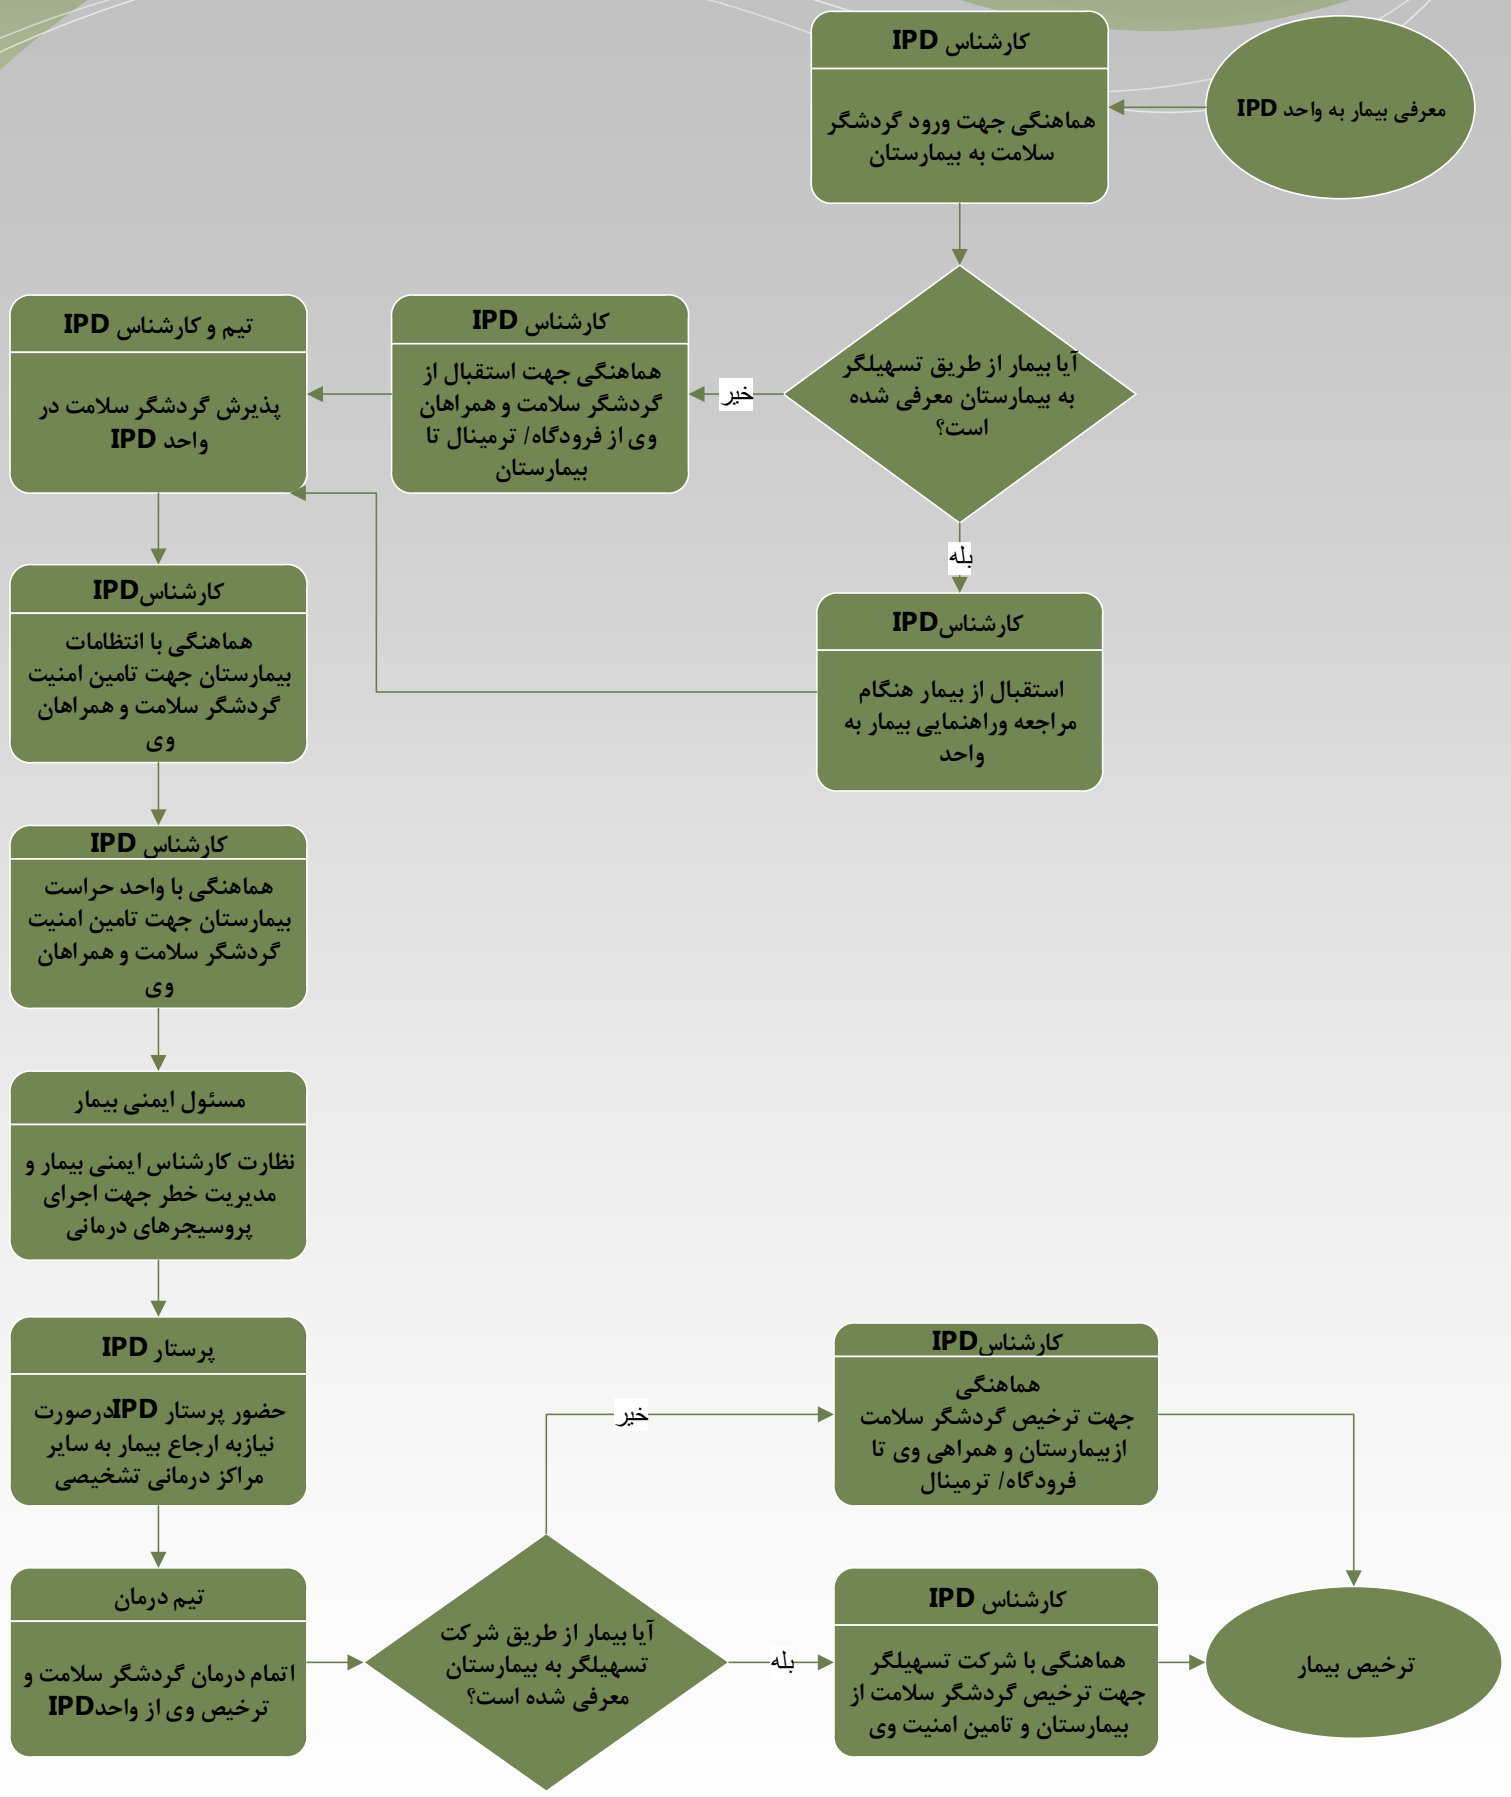 معرفی بیمار به واحد IPD
کارشناس IPD
هماهنگی جهت ورود گردشگر
سلامت به بیمارستان
آیا بیمار از طریق تسهیلگر
به بیمارستان معرفی شده
است؟
خیر
کارشناس IPD
هماهنگی جهت استقبال از
گردشگر سلامت و همراهان
وی از فرودگاه/ ترمینال تا
بیمارستان
تیم و کارشناس IPD
پذیرش گردشگر سلامت در
واحد IPD
بله
کارشناسIPD
استقبال از بیمار هنگام
مراجعه وراهنمایی بیمار به
واحد
کارشناسIPD
هماهنگی با انتظامات
بیمارستان جهت تامین امنیت
گردشگر سلامت و همراهان
وی
کارشناس IPD
هماهنگی با واحد حراست
بیمارستان جهت تامین امنیت
گردشگر سلامت و همراهان
وی
مسئول ایمنی بیمار
نظارت کارشناس ایمنی بیمار و
مدیریت خطر جهت اجرای
پروسیجرهای درمانی
پرستار IPD
حضور پرستار IPDدرصورت
نیازبه ارجاع بیمار به سایر
مراکز درمانی تشخیصی
تیم درمان
اتمام درمان گردشگر سلامت و
ترخیص وی از واحدIPD
آیا بیمار از طریق شرکت
تسهیلگر به بیمارستان
معرفی شده است؟
خیر
کارشناسIPD
هماهنگی
جهت ترخیص گردشگر سلامت
ازبیمارستان و همراهی وی تا
فرودگاه/ ترمینال
بله
کارشناس IPD
هماهنگی با شرکت تسهیلگر
جهت ترخیص گردشگر سلامت از
بیمارستان و تامین امنیت وی
ترخیص بیمار